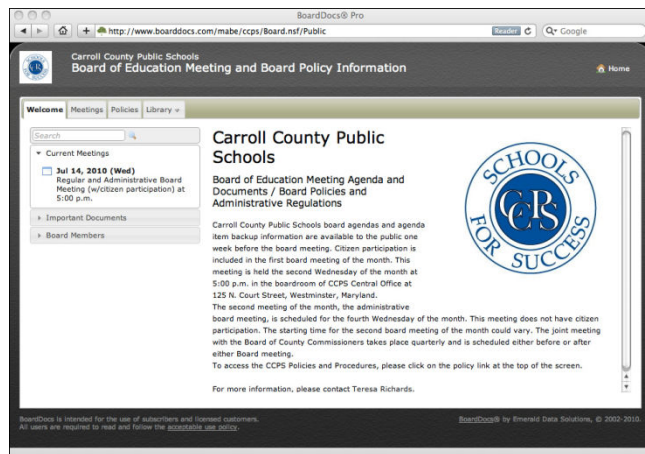 BoardDocs® Pro
http://www.boarddocs.com/mabe/ccps/Board.nsf/Public
Reader
Google
Carroll County Public Schools
Board of Education Meeting and Board Policy Information
Home
Welcome Meetings Policies Library
Search
Current Meetings
Jul 14, 2010 (Wed)
Regular and Administrative Board
Meeting (w/citizen participation) at
5:00 p.m.
Important Documents
Board Members
Carroll County Public
Schools
Board of Education Meeting Agenda and
Documents / Board Policies and
Administrative Regulations
Carroll County Public Schools board agendas and agenda
item backup information are available to the public one
week before the board meeting. Citizen participation is
included in the first board meeting of the month. This
meeting is held the second Wednesday of the month at
5:00 p.m. in the boardroom of CCPS Central Office at
125 N. Court Street, Westminster, Maryland.
The second meeting of the month, the administrative
board meeting, is scheduled for the fourth Wednesday of the month. This meeting does not have citizen
participation. The starting time for the second board meeting of the month could vary. The joint meeting
with the Board of County Commissioners takes place quarterly and is scheduled either before or after
either Board meeting.
To access the CCPS Policies and Procedures, please click on the policy link at the top of the screen.
For more information, please contact Teresa Richards.
SCHOOLS
CCPS
FOR SUCCESS
BoardDocs is intended for the use of subscribers and licensed customers.
All users are required to read and follow the acceptable use policy.
BoardDocs® by Emerald Data Solutions, © 2002-2010.